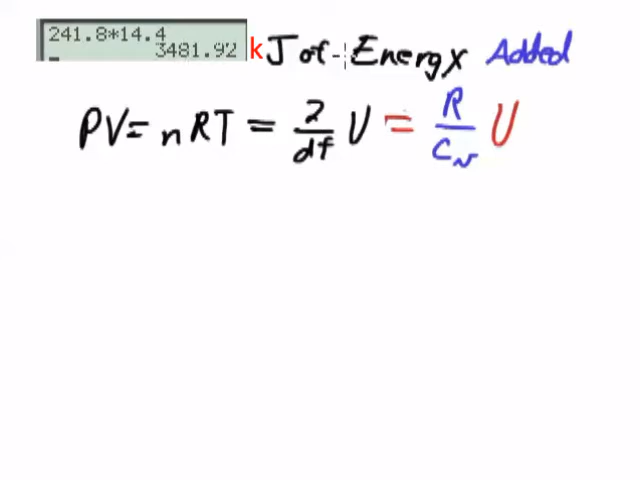 241.8*14.4
3481.92 kJ of Energy Added
PV = nRT = 2/df U = R/Cv U